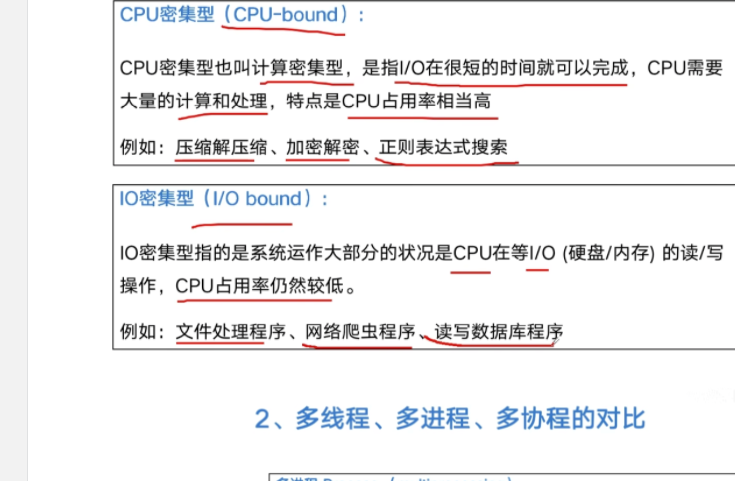 CPU密集型（CPU-bound）：
CPU密集型也叫计算密集型，是指I/O在很短的时间就可以完成，CPU需要
大量的计算和处理，特点是CPU占用率相当高
例如：压缩解压缩、加密解密、正则表达式搜索
IO密集型（I/O bound）：
IO密集型指的是系统运作大部分的状况是CPU在等I/O (硬盘/内存) 的读/写
操作，CPU占用率仍然较低。
例如：文件处理程序、网络爬虫程序、读写数据库程序
2、多线程、多进程、多协程的对比